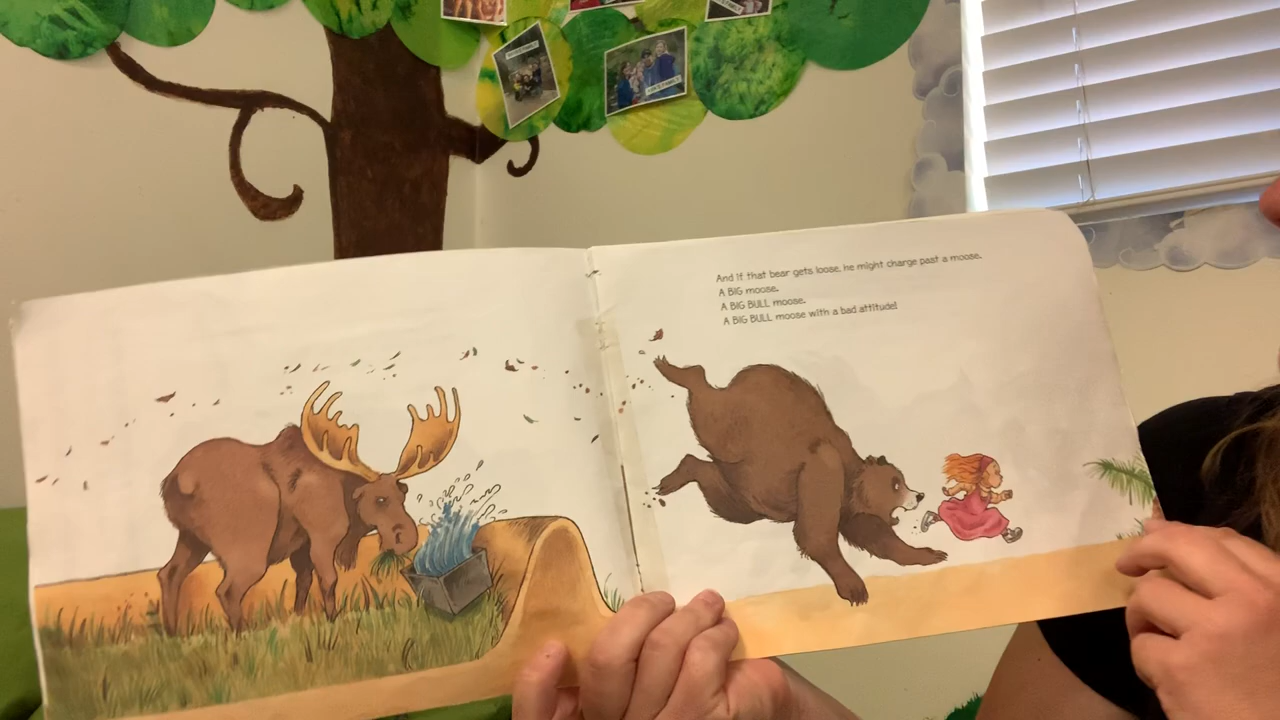 And if that bear gets loose, he might charge past a moose.
A BIG moose.
A BIG BULL moose.
A BIG BULL moose with a bad attitude!